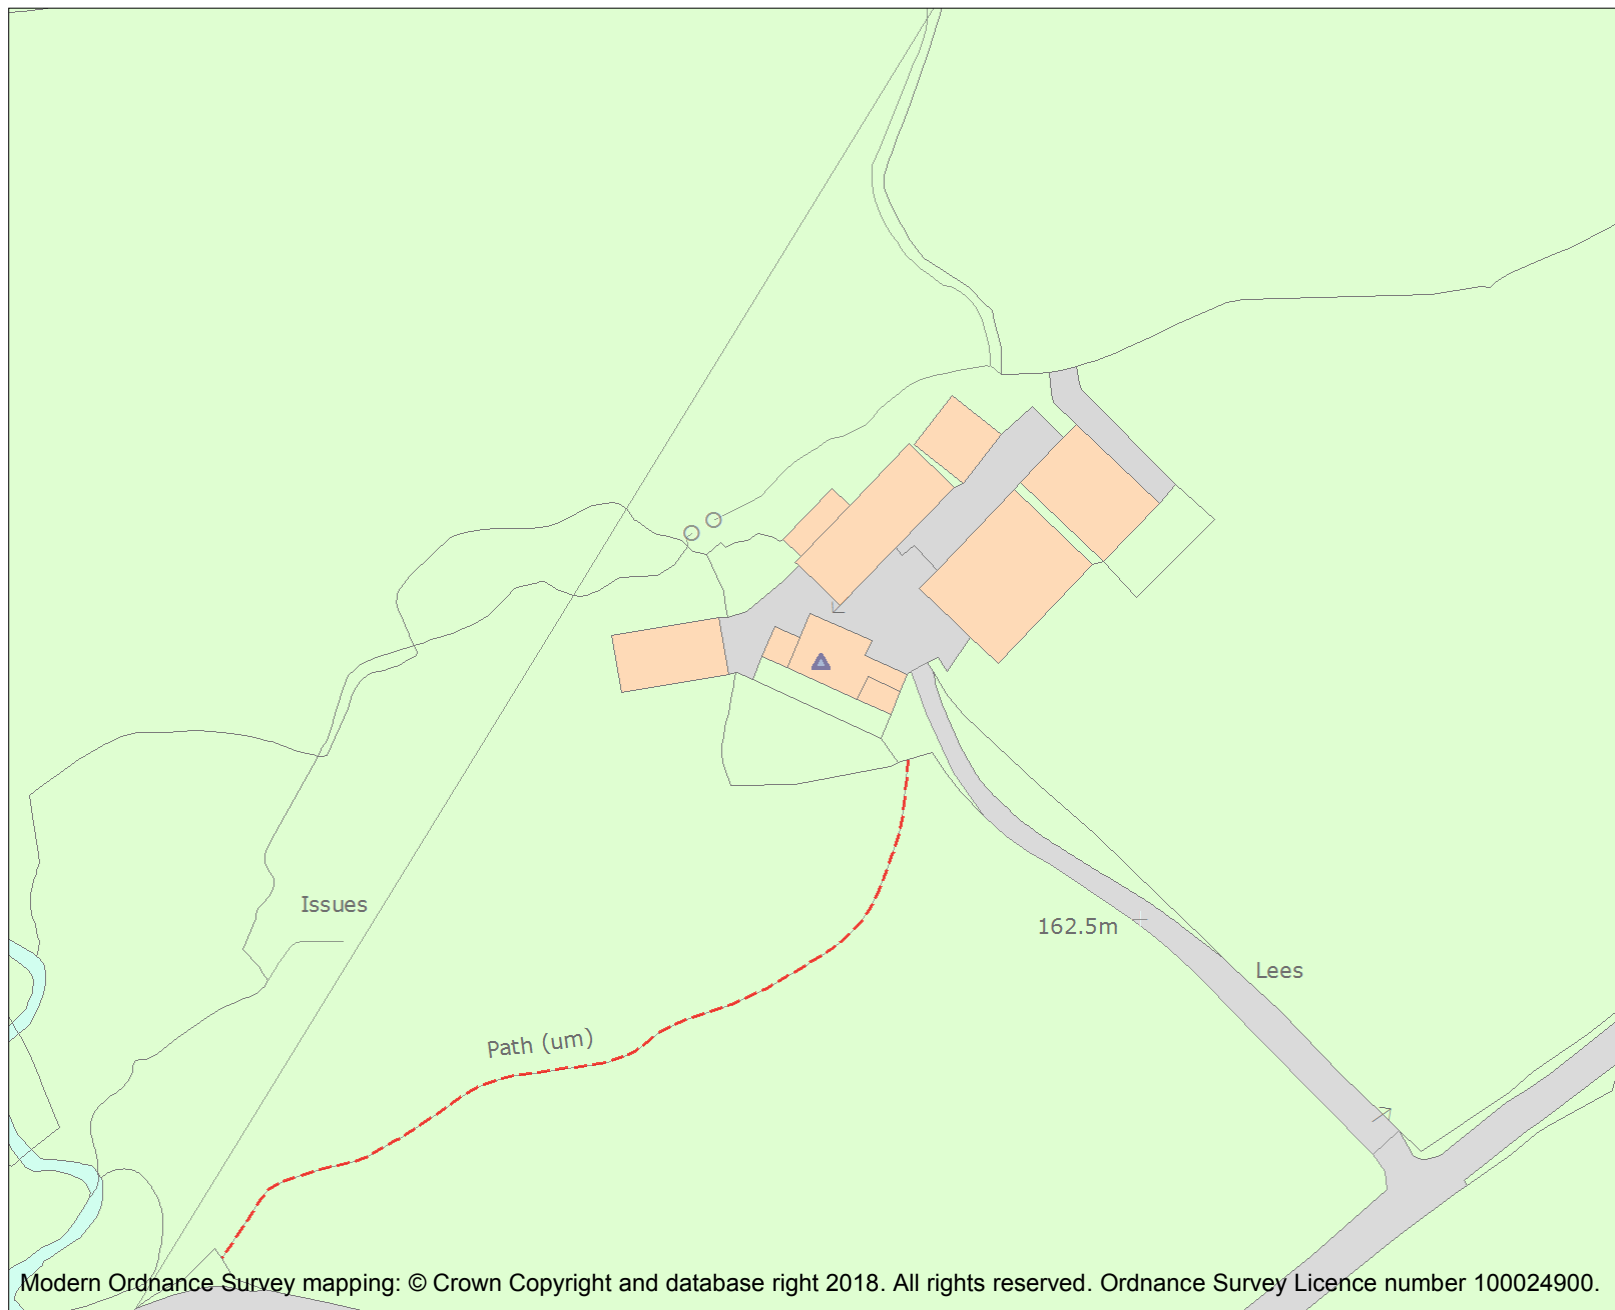 Issues
162.5m
Lees
Path (um)
Modern Ordnance Survey mapping: © Crown Copyright and database right 2018. All rights reserved. Ordnance Survey Licence number 100024900.